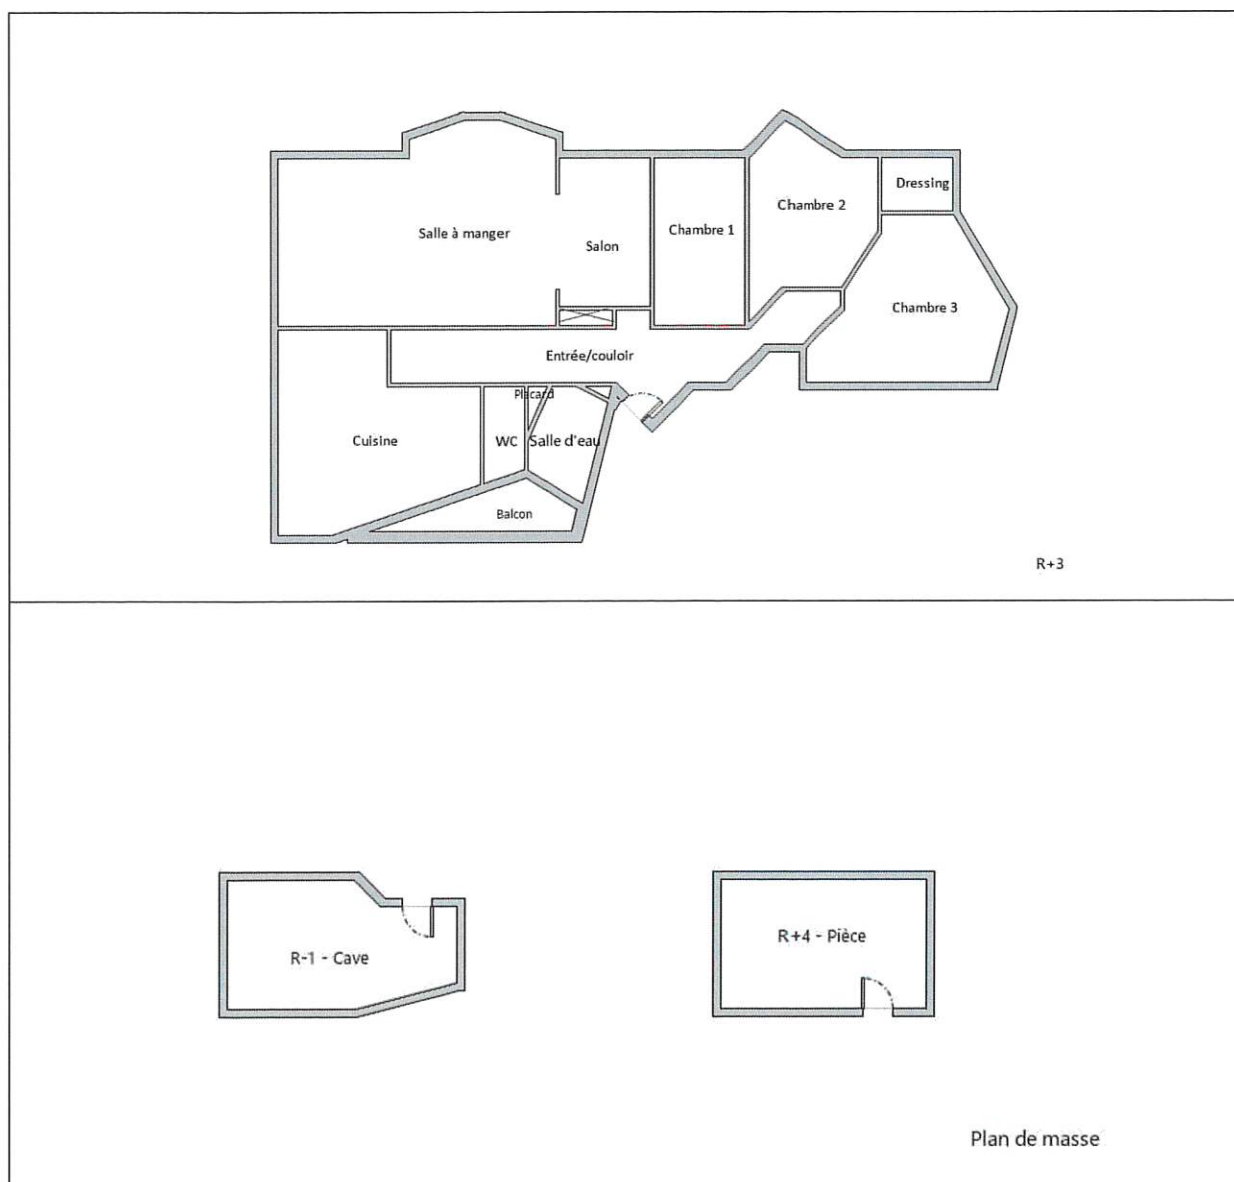 Dressing
Chambre 2
Chambre 1
Salle à manger
Salon
Chambre 3
Entrée/couloir
Placard
Cuisine
WC
Salle d'eau
Balcon
R+3
R-1 - Cave
R+4 - Pièce
Plan de masse